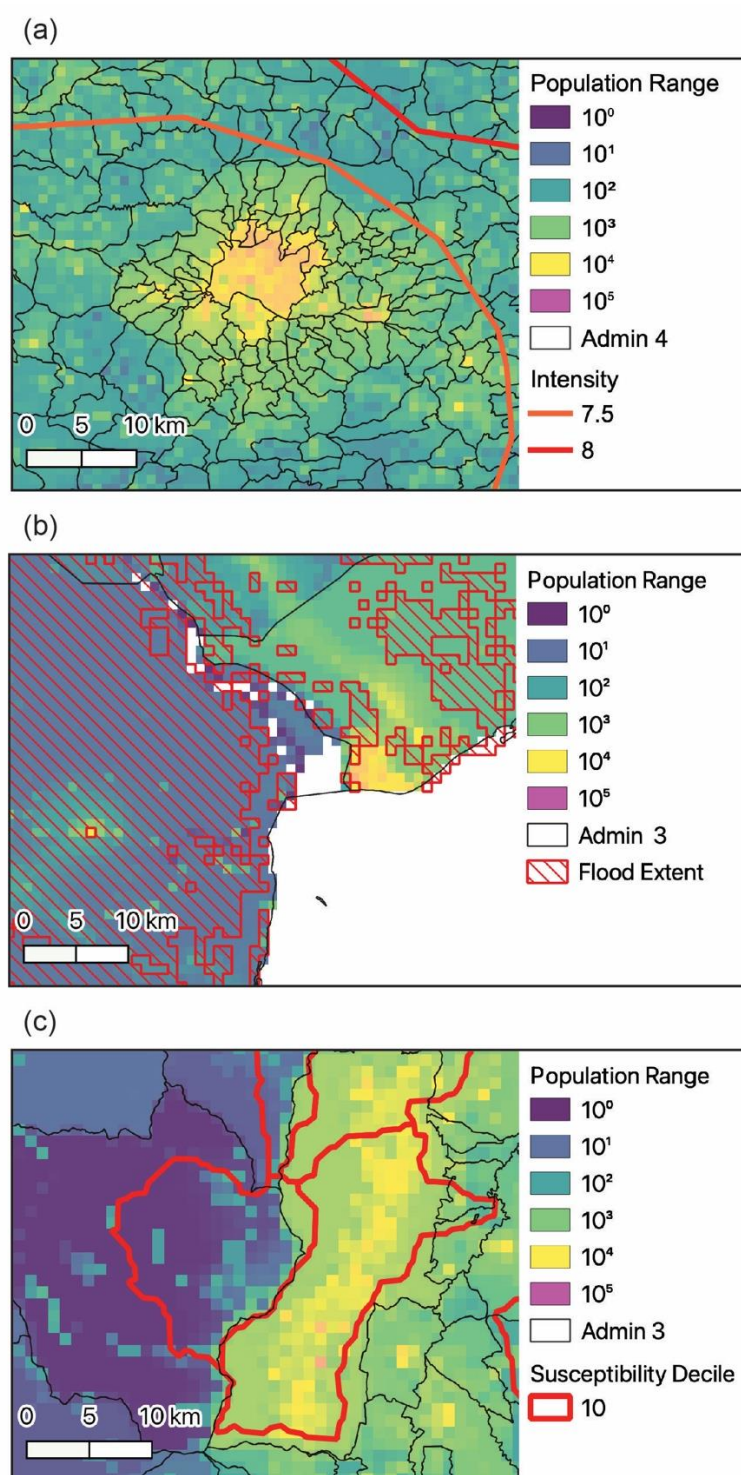 (a)
Population Range
10⁰
10¹
10²
10³
10⁴
10⁵
Admin 4
Intensity
7.5
8
0 5 10 km
(b)
Population Range
10⁰
10¹
10²
10³
10⁴
10⁵
Admin 3
Flood Extent
0 5 10 km
(c)
Population Range
10⁰
10¹
10²
10³
10⁴
10⁵
Admin 3
Susceptibility Decile
10
0 5 10 km